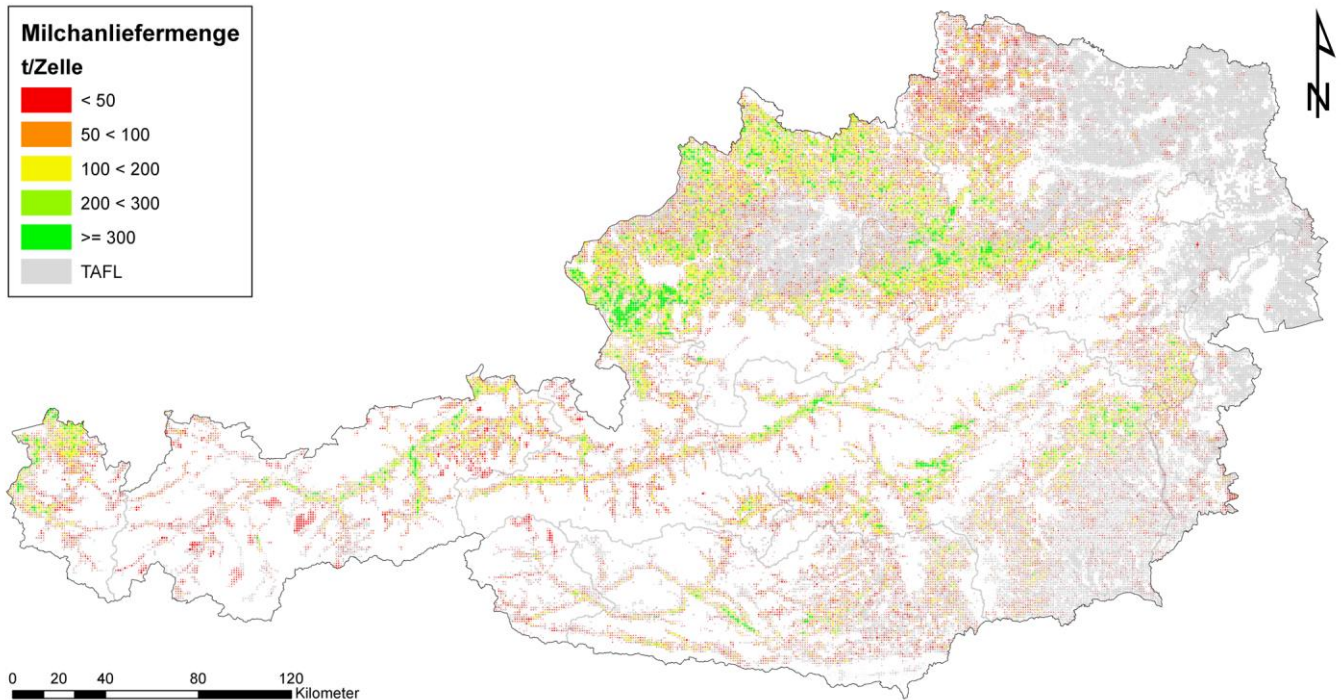 Milchanliefermenge
t/Zelle
< 50
50 < 100
100 < 200
200 < 300
>= 300
TAFL
N
0 20 40 80 120
Kilometer